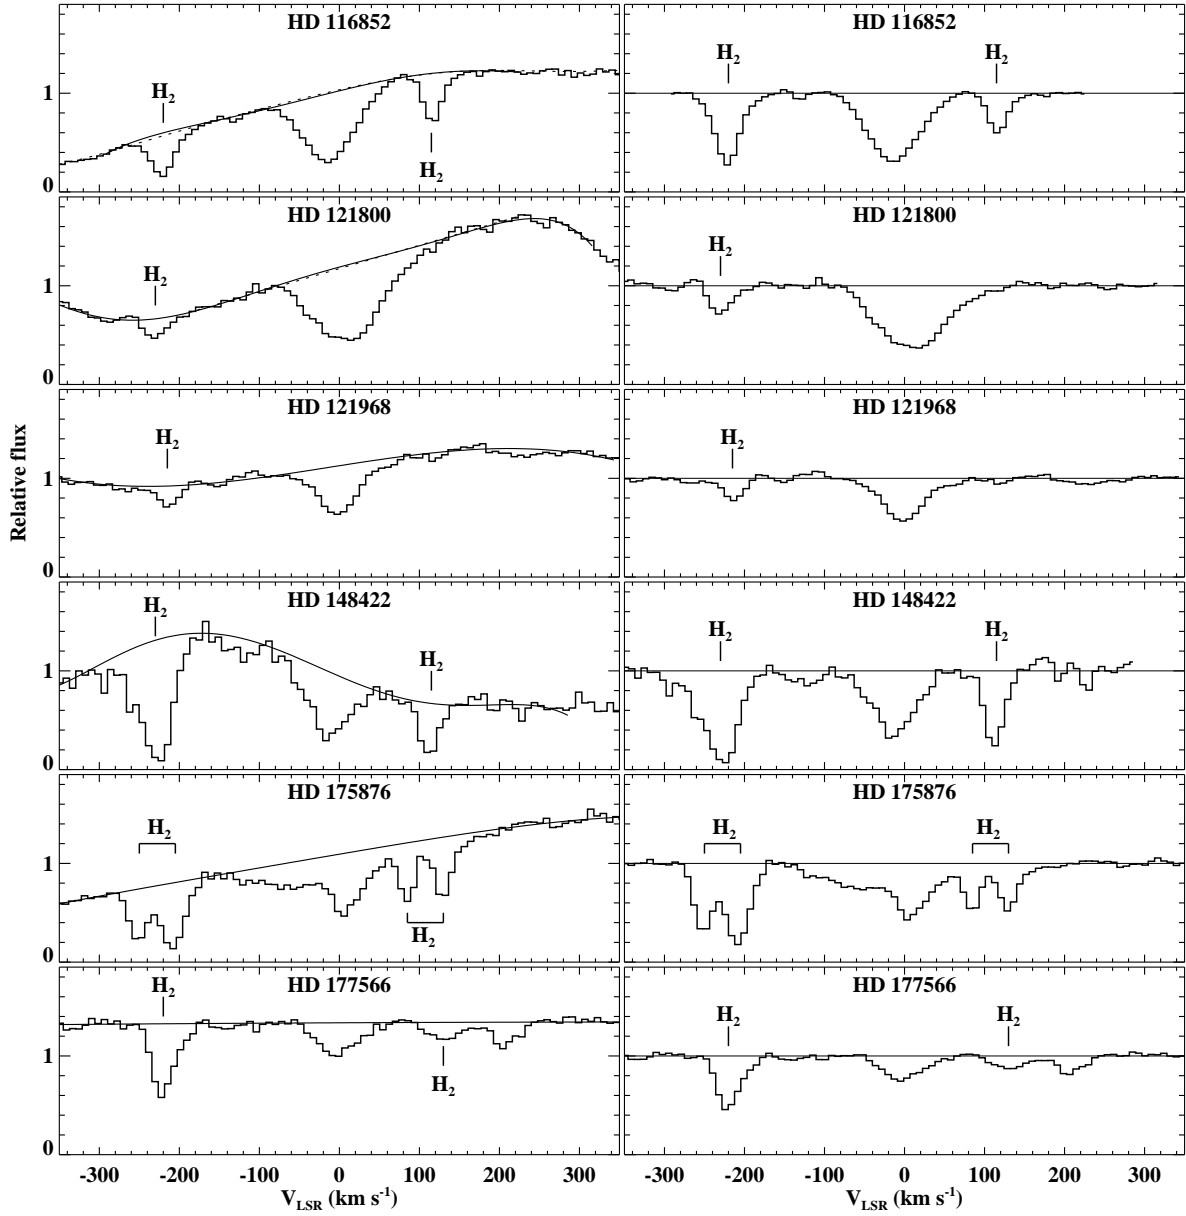 HD 116852
H2
H2
1
0
HD 116852
H2
H2
HD 121800
H2
1
0
HD 121800
H2
HD 121968
H2
1
0
HD 121968
H2
Relative flux
HD 148422
H2
H2
1
0
HD 148422
H2
H2
HD 175876
H2
H2
1
0
HD 175876
H2
H2
HD 177566
H2
H2
1
0
HD 177566
H2
H2
-300 -200 -100 0 100 200 300
VLSR (km s-1)
-300 -200 -100 0 100 200 300
VLSR (km s-1)